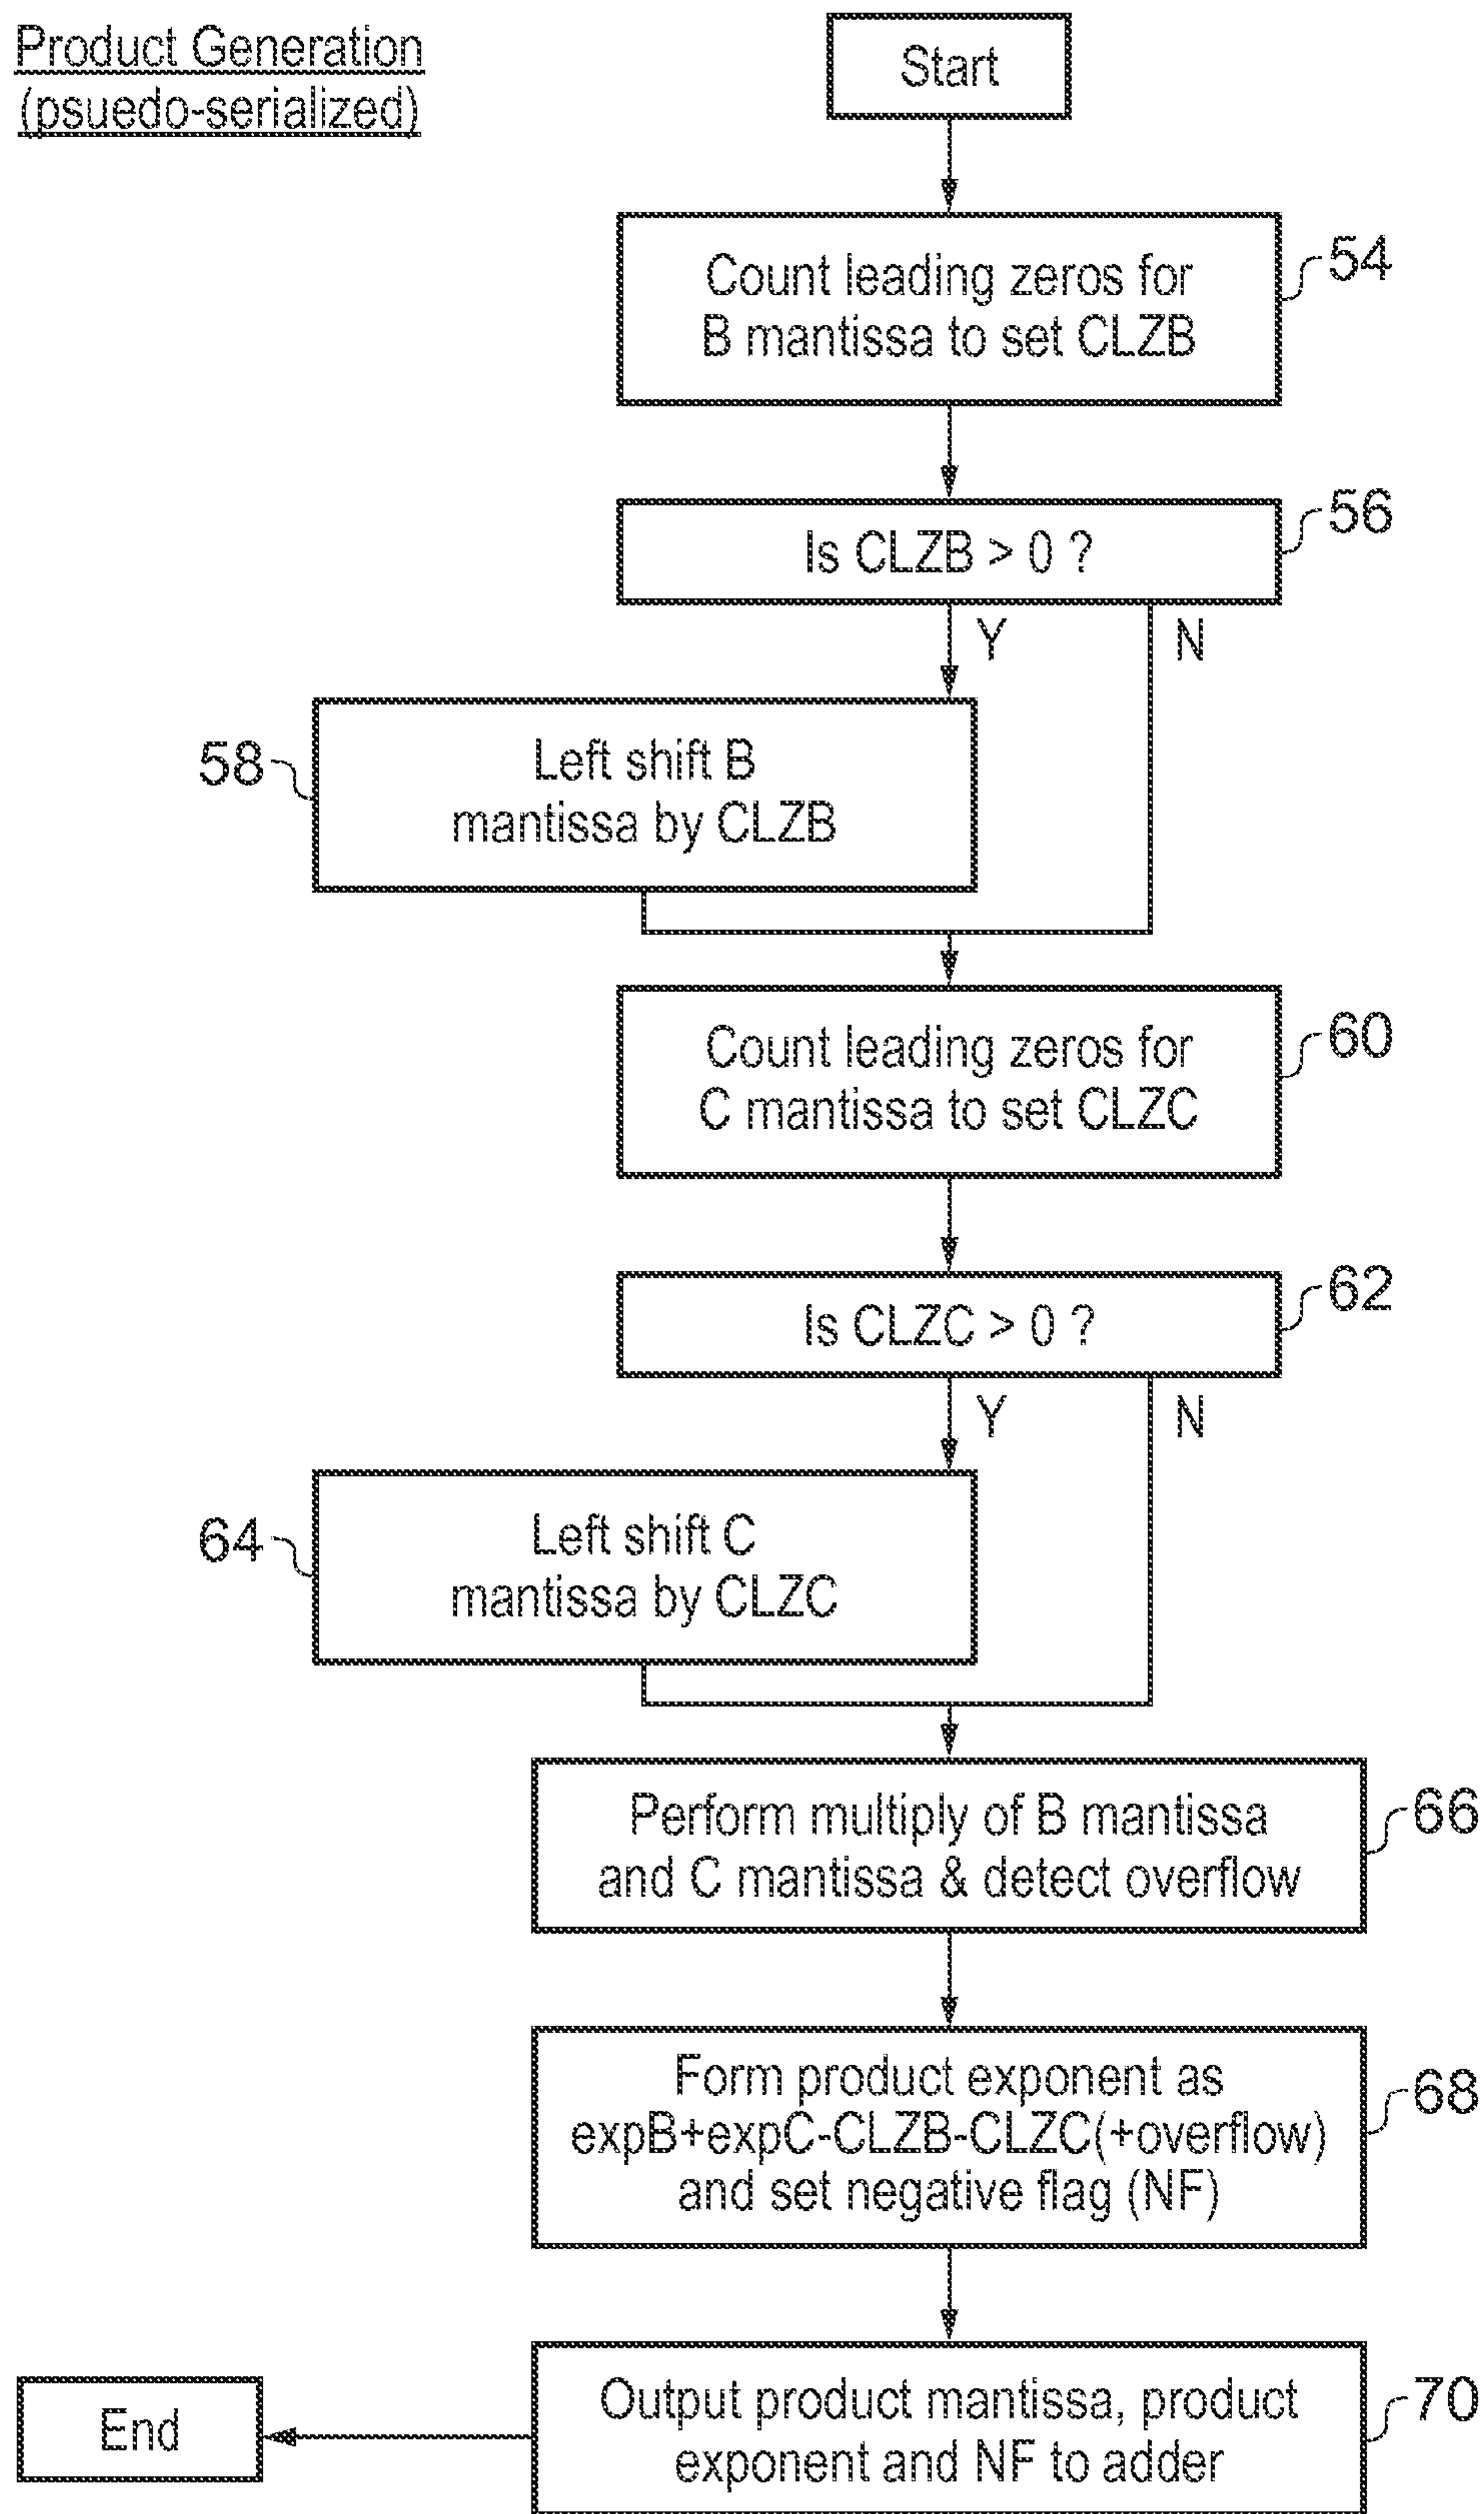 Product Generation
(psuedo-serialized)
Start
Count leading zeros for
B mantissa to set CLZB
54
Is CLZB > 0 ?
56
Y
N
Left shift B
mantissa by CLZB
58
Count leading zeros for
C mantissa to set CLZC
60
Is CLZC > 0 ?
62
Y
N
Left shift C
mantissa by CLZC
64
Perform multiply of B mantissa
and C mantissa & detect overflow
66
Form product exponent as
expB+expC-CLZB-CLZC(+overflow)
and set negative flag (NF)
68
Output product mantissa, product
exponent and NF to adder
70
End